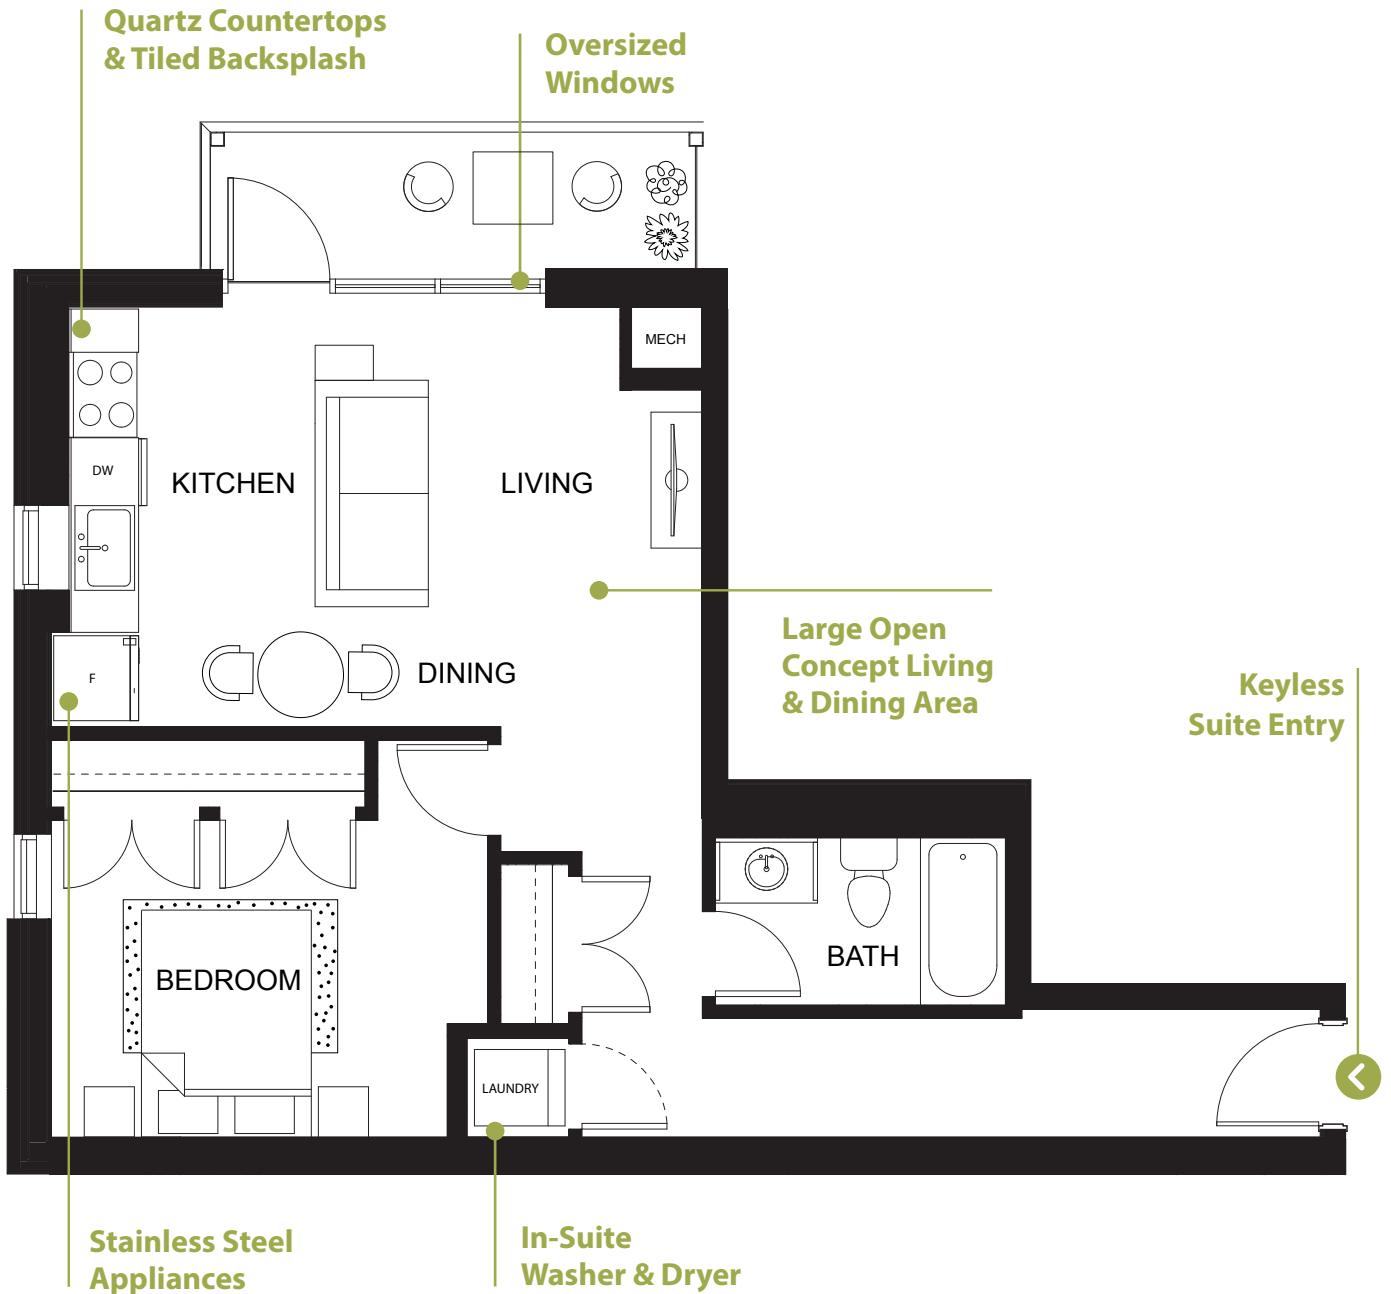 Quartz Countertops
& Tiled Backsplash
Oversized
Windows
MECH
DW
KITCHEN
LIVING
Large Open
Concept Living
& Dining Area
DINING
F
Keyless
Suite Entry
BATH
BEDROOM
LAUNDRY
Stainless Steel
Appliances
In-Suite
Washer & Dryer